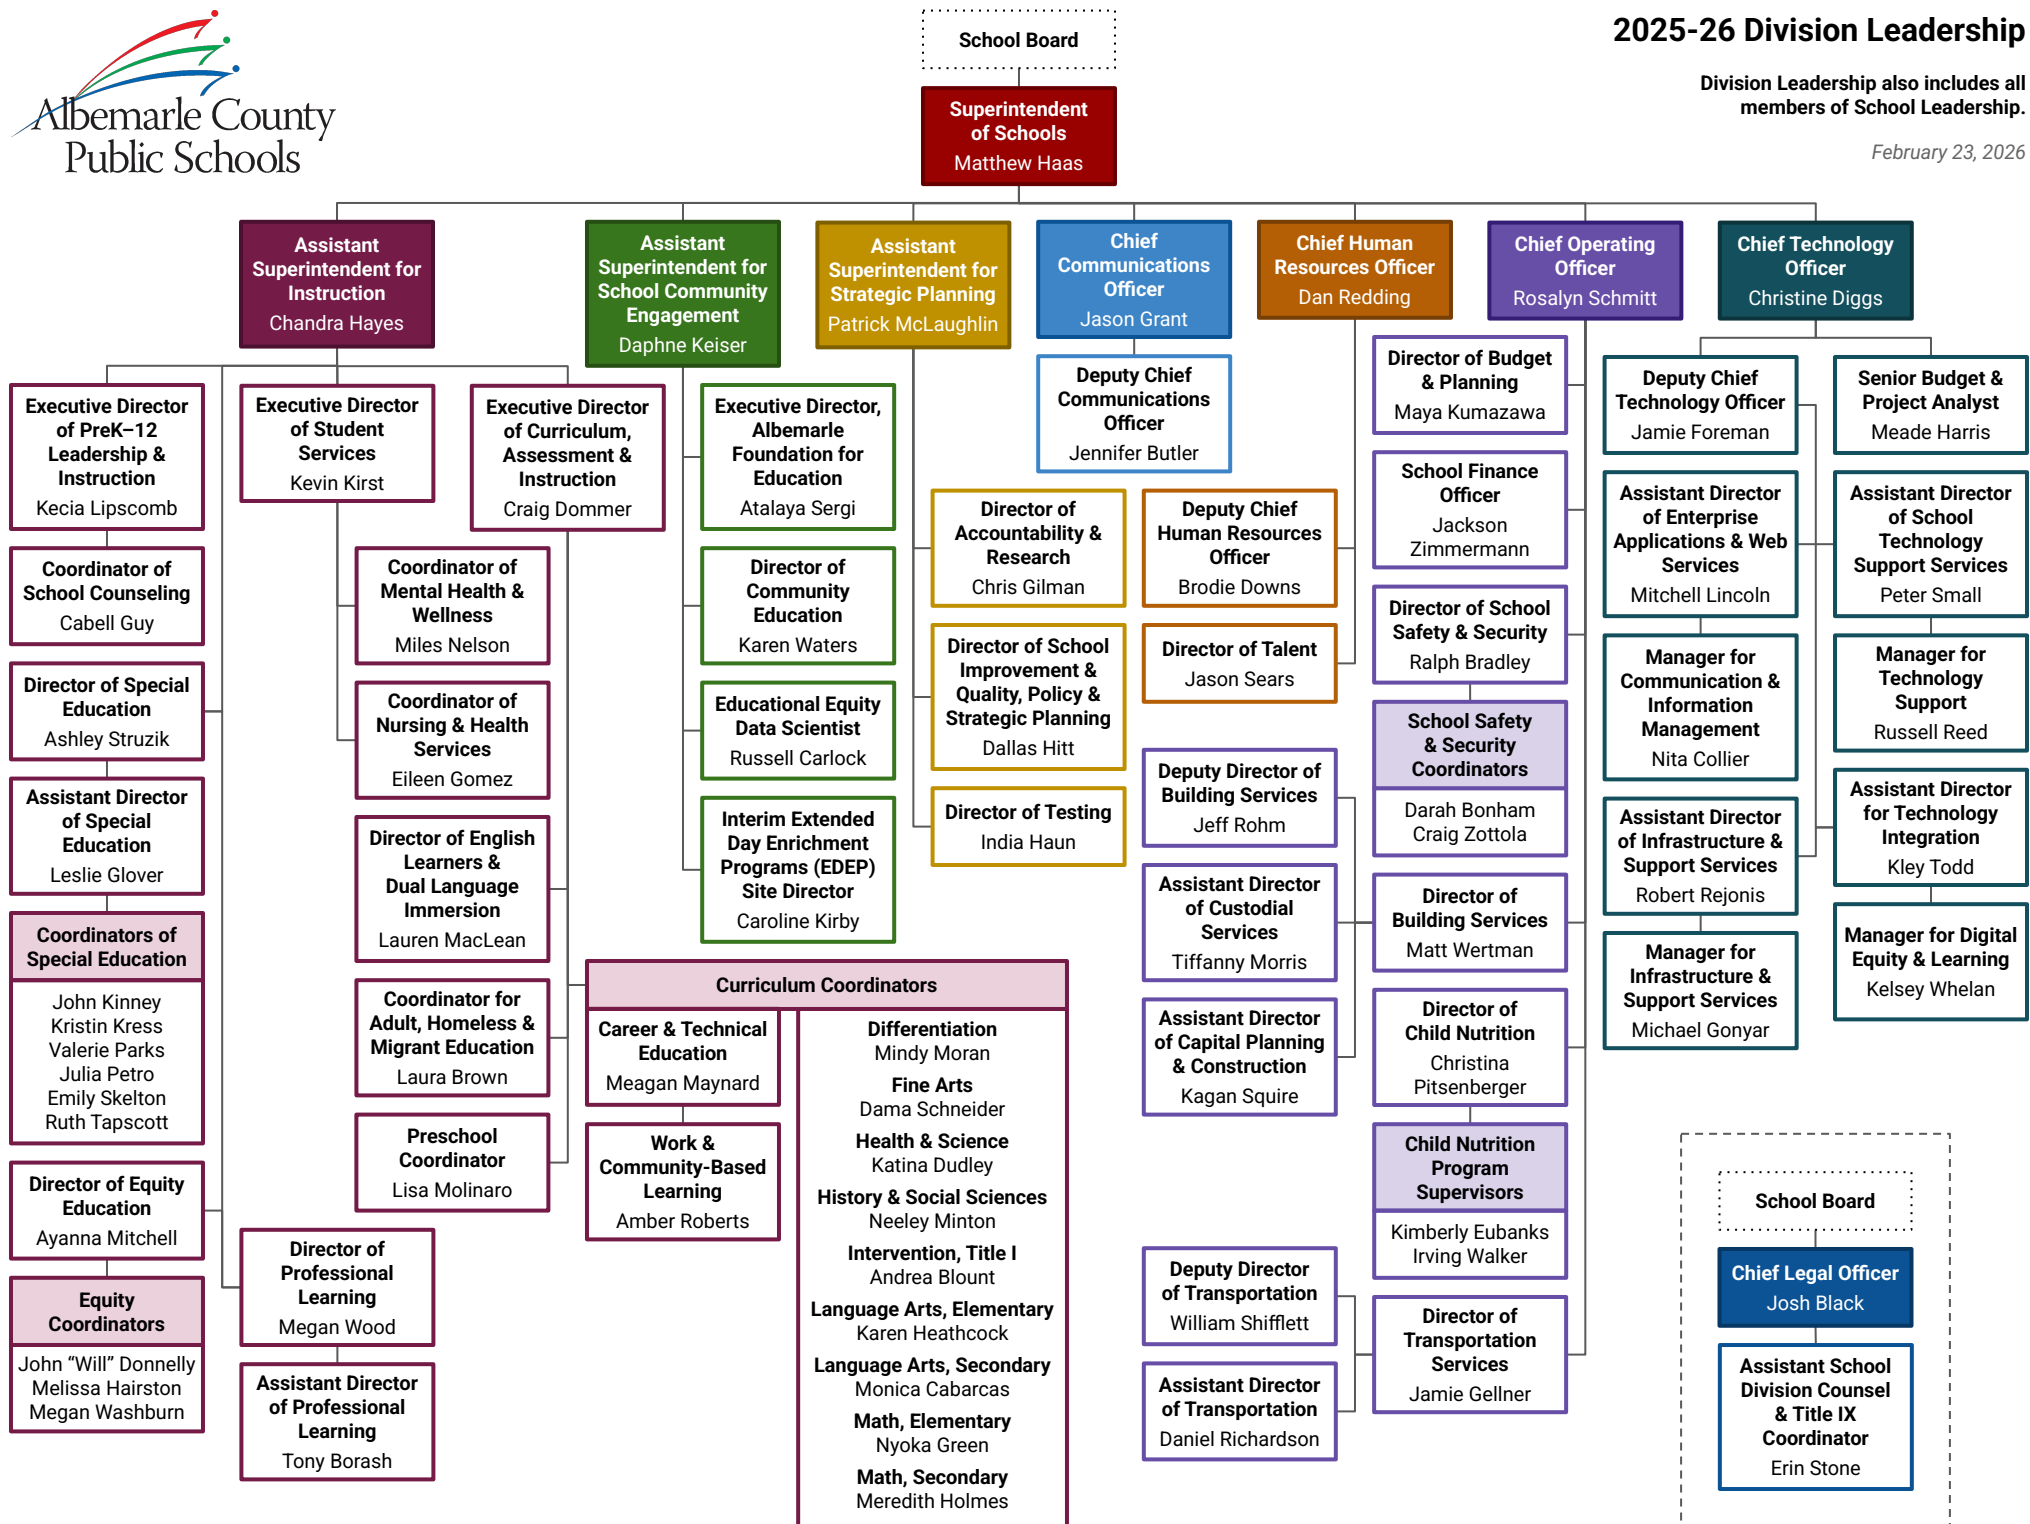 Albemarle County
Public Schools
2025-26 Division Leadership
Division Leadership also includes all
members of School Leadership.
February 23, 2026
School Board
Superintendent
of Schools
Matthew Haas
Assistant
Superintendent for
Instruction
Chandra Hayes
Executive Director
of PreK–12
Leadership &
Instruction
Kecia Lipscomb
Coordinator of
School Counseling
Cabell Guy
Director of Special
Education
Ashley Struzik
Assistant Director
of Special
Education
Leslie Glover
Coordinators of
Special Education
John Kinney
Kristin Kress
Valerie Parks
Julia Petro
Emily Skelton
Ruth Tapscott
Director of Equity
Education
Ayanna Mitchell
Equity
Coordinators
John “Will” Donnelly
Melissa Hairston
Megan Washburn
Executive Director
of Student
Services
Kevin Kirst
Coordinator of
Mental Health &
Wellness
Miles Nelson
Coordinator of
Nursing & Health
Services
Eileen Gomez
Director of English
Learners &
Dual Language
Immersion
Lauren MacLean
Coordinator for
Adult, Homeless &
Migrant Education
Laura Brown
Preschool
Coordinator
Lisa Molinaro
Director of
Professional
Learning
Megan Wood
Assistant Director
of Professional
Learning
Tony Borash
Executive Director
of Curriculum,
Assessment &
Instruction
Craig Dommer
Curriculum Coordinators
Career & Technical
Education
Meagan Maynard
Work &
Community-Based
Learning
Amber Roberts
Differentiation
Mindy Moran
Fine Arts
Dama Schneider
Health & Science
Katina Dudley
History & Social Sciences
Neeley Minton
Intervention, Title I
Andrea Blount
Language Arts, Elementary
Karen Heathcock
Language Arts, Secondary
Monica Cabarcas
Math, Elementary
Nyoka Green
Math, Secondary
Meredith Holmes
Assistant
Superintendent for
School Community
Engagement
Daphne Keiser
Executive Director,
Albemarle
Foundation for
Education
Atalaya Sergi
Director of
Community
Education
Karen Waters
Educational Equity
Data Scientist
Russell Carlock
Interim Extended
Day Enrichment
Programs (EDEP)
Site Director
Caroline Kirby
Assistant
Superintendent for
Strategic Planning
Patrick McLaughlin
Director of
Accountability &
Research
Chris Gilman
Director of School
Improvement &
Quality, Policy &
Strategic Planning
Dallas Hitt
Director of Testing
India Haun
Chief
Communications
Officer
Jason Grant
Deputy Chief
Communications
Officer
Jennifer Butler
Chief Human
Resources Officer
Dan Redding
Deputy Chief
Human Resources
Officer
Brodie Downs
Director of Talent
Jason Sears
Chief Operating
Officer
Rosalyn Schmitt
Director of Budget
& Planning
Maya Kumazawa
School Finance
Officer
Jackson
Zimmermann
Director of School
Safety & Security
Ralph Bradley
School Safety
& Security
Coordinators
Darah Bonham
Craig Zottola
Director of
Building Services
Matt Wertman
Deputy Director of
Building Services
Jeff Rohm
Assistant Director
of Custodial
Services
Tiffanny Morris
Assistant Director
of Capital Planning
& Construction
Kagan Squire
Director of
Child Nutrition
Christina
Pitsenberger
Child Nutrition
Program
Supervisors
Kimberly Eubanks
Irving Walker
Director of
Transportation
Services
Jamie Gellner
Deputy Director
of Transportation
William Shifflett
Assistant Director
of Transportation
Daniel Richardson
Chief Technology
Officer
Christine Diggs
Deputy Chief
Technology Officer
Jamie Foreman
Senior Budget &
Project Analyst
Meade Harris
Assistant Director
of Enterprise
Applications & Web
Services
Mitchell Lincoln
Manager for
Communication &
Information
Management
Nita Collier
Assistant Director
of Infrastructure &
Support Services
Robert Rejonis
Manager for
Infrastructure &
Support Services
Michael Gonyar
Assistant Director
of School
Technology
Support Services
Peter Small
Manager for
Technology
Support
Russell Reed
Assistant Director
for Technology
Integration
Kley Todd
Manager for Digital
Equity & Learning
Kelsey Whelan
School Board
Chief Legal Officer
Josh Black
Assistant School
Division Counsel
& Title IX
Coordinator
Erin Stone